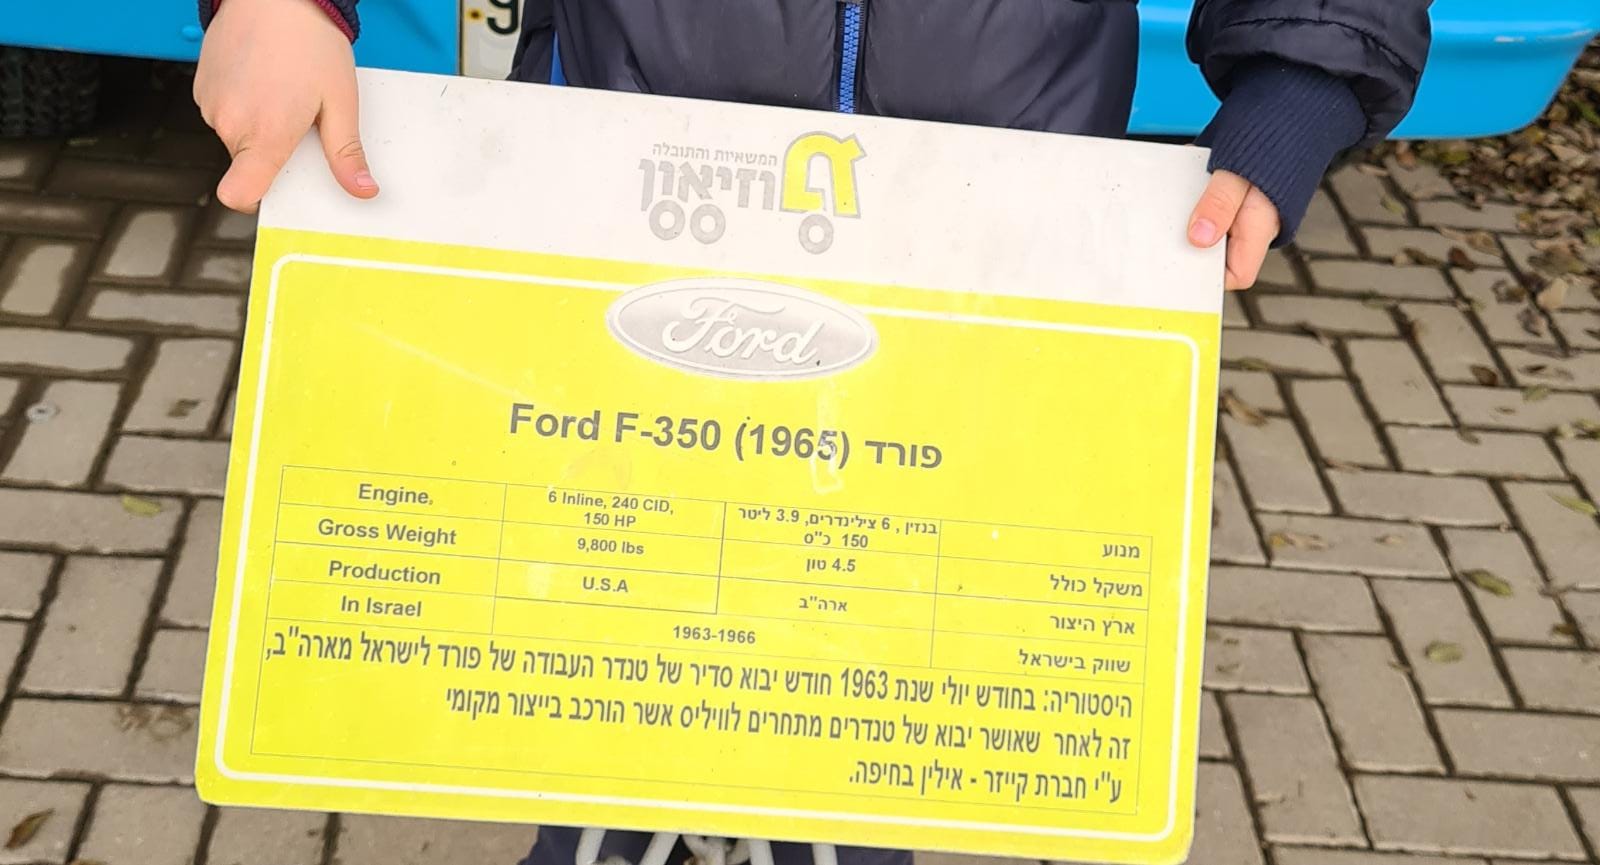 9
המשאיות והתובלה
מוזיאון
Ford
פורד Ford F-350 (1965)
Engine 6 Inline, 240 CID, 150 HP בנזין, 6 צילינדרים, 3.9 ליטר 150 כ"ס מנוע
Gross Weight 9,800 lbs 4.5 טון משקל כולל
Production U.S.A ארה"ב ארץ היצור
In Israel 1963-1966 שווק בישראל
היסטוריה: בחודש יולי שנת 1963 חודש יבוא סדיר של טנדר העבודה של פורד לישראל מארה"ב,
זה לאחר שאושר יבוא של טנדרים מתחרים לוויליס אשר הורכב בייצור מקומי
ע"י חברת קייזר - אילין בחיפה.